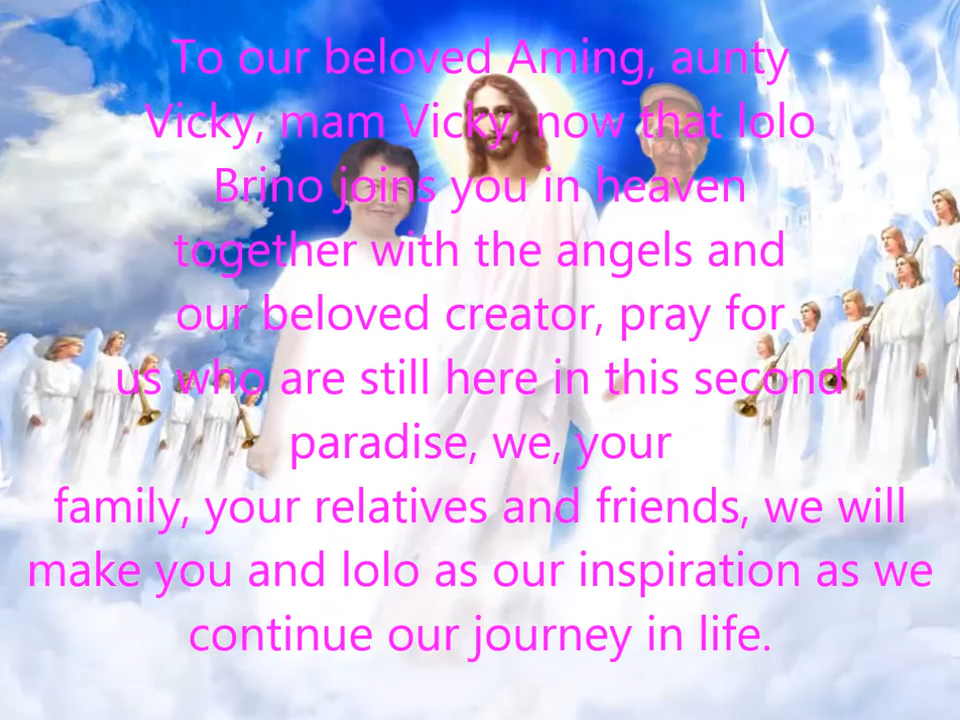 To our beloved Aming, aunty
Vicky, mam Vicky, now that lolo
Brino joins you in heaven
together with the angels and
our beloved creator, pray for
us who are still here in this second
paradise, we, your
family, your relatives and friends, we will
make you and lolo as our inspiration as we
continue our journey in life.